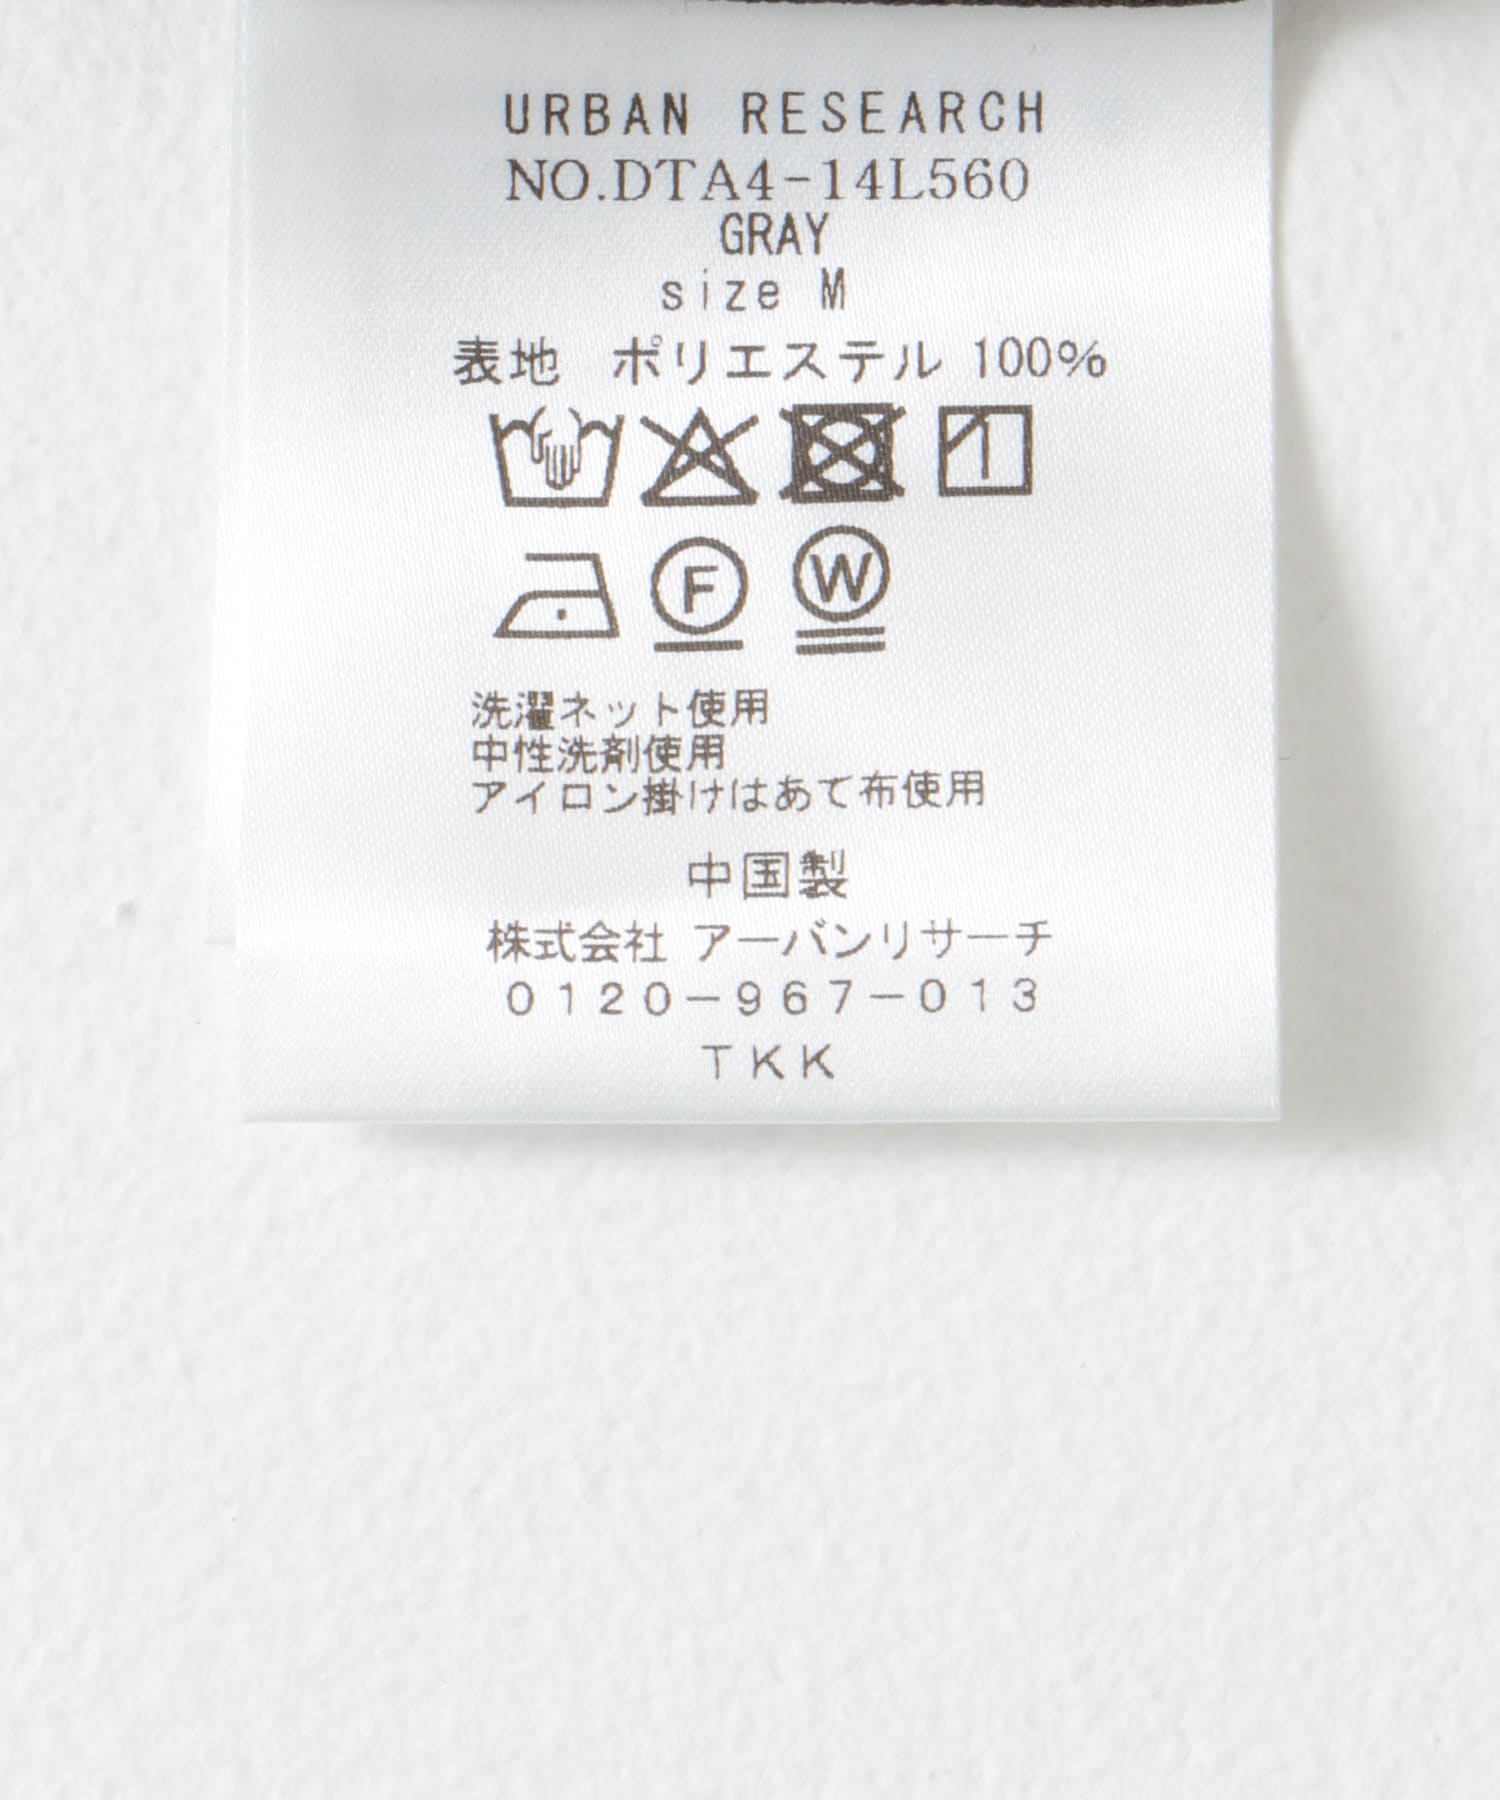 URBAN RESEARCH
NO.DTA4-14L560
GRAY
size M
表地　ポリエステル 100%
F W
洗濯ネット使用
中性洗剤使用
アイロン掛けはあて布使用
中国製
株式会社 アーバンリサーチ
0120-967-013
TKK